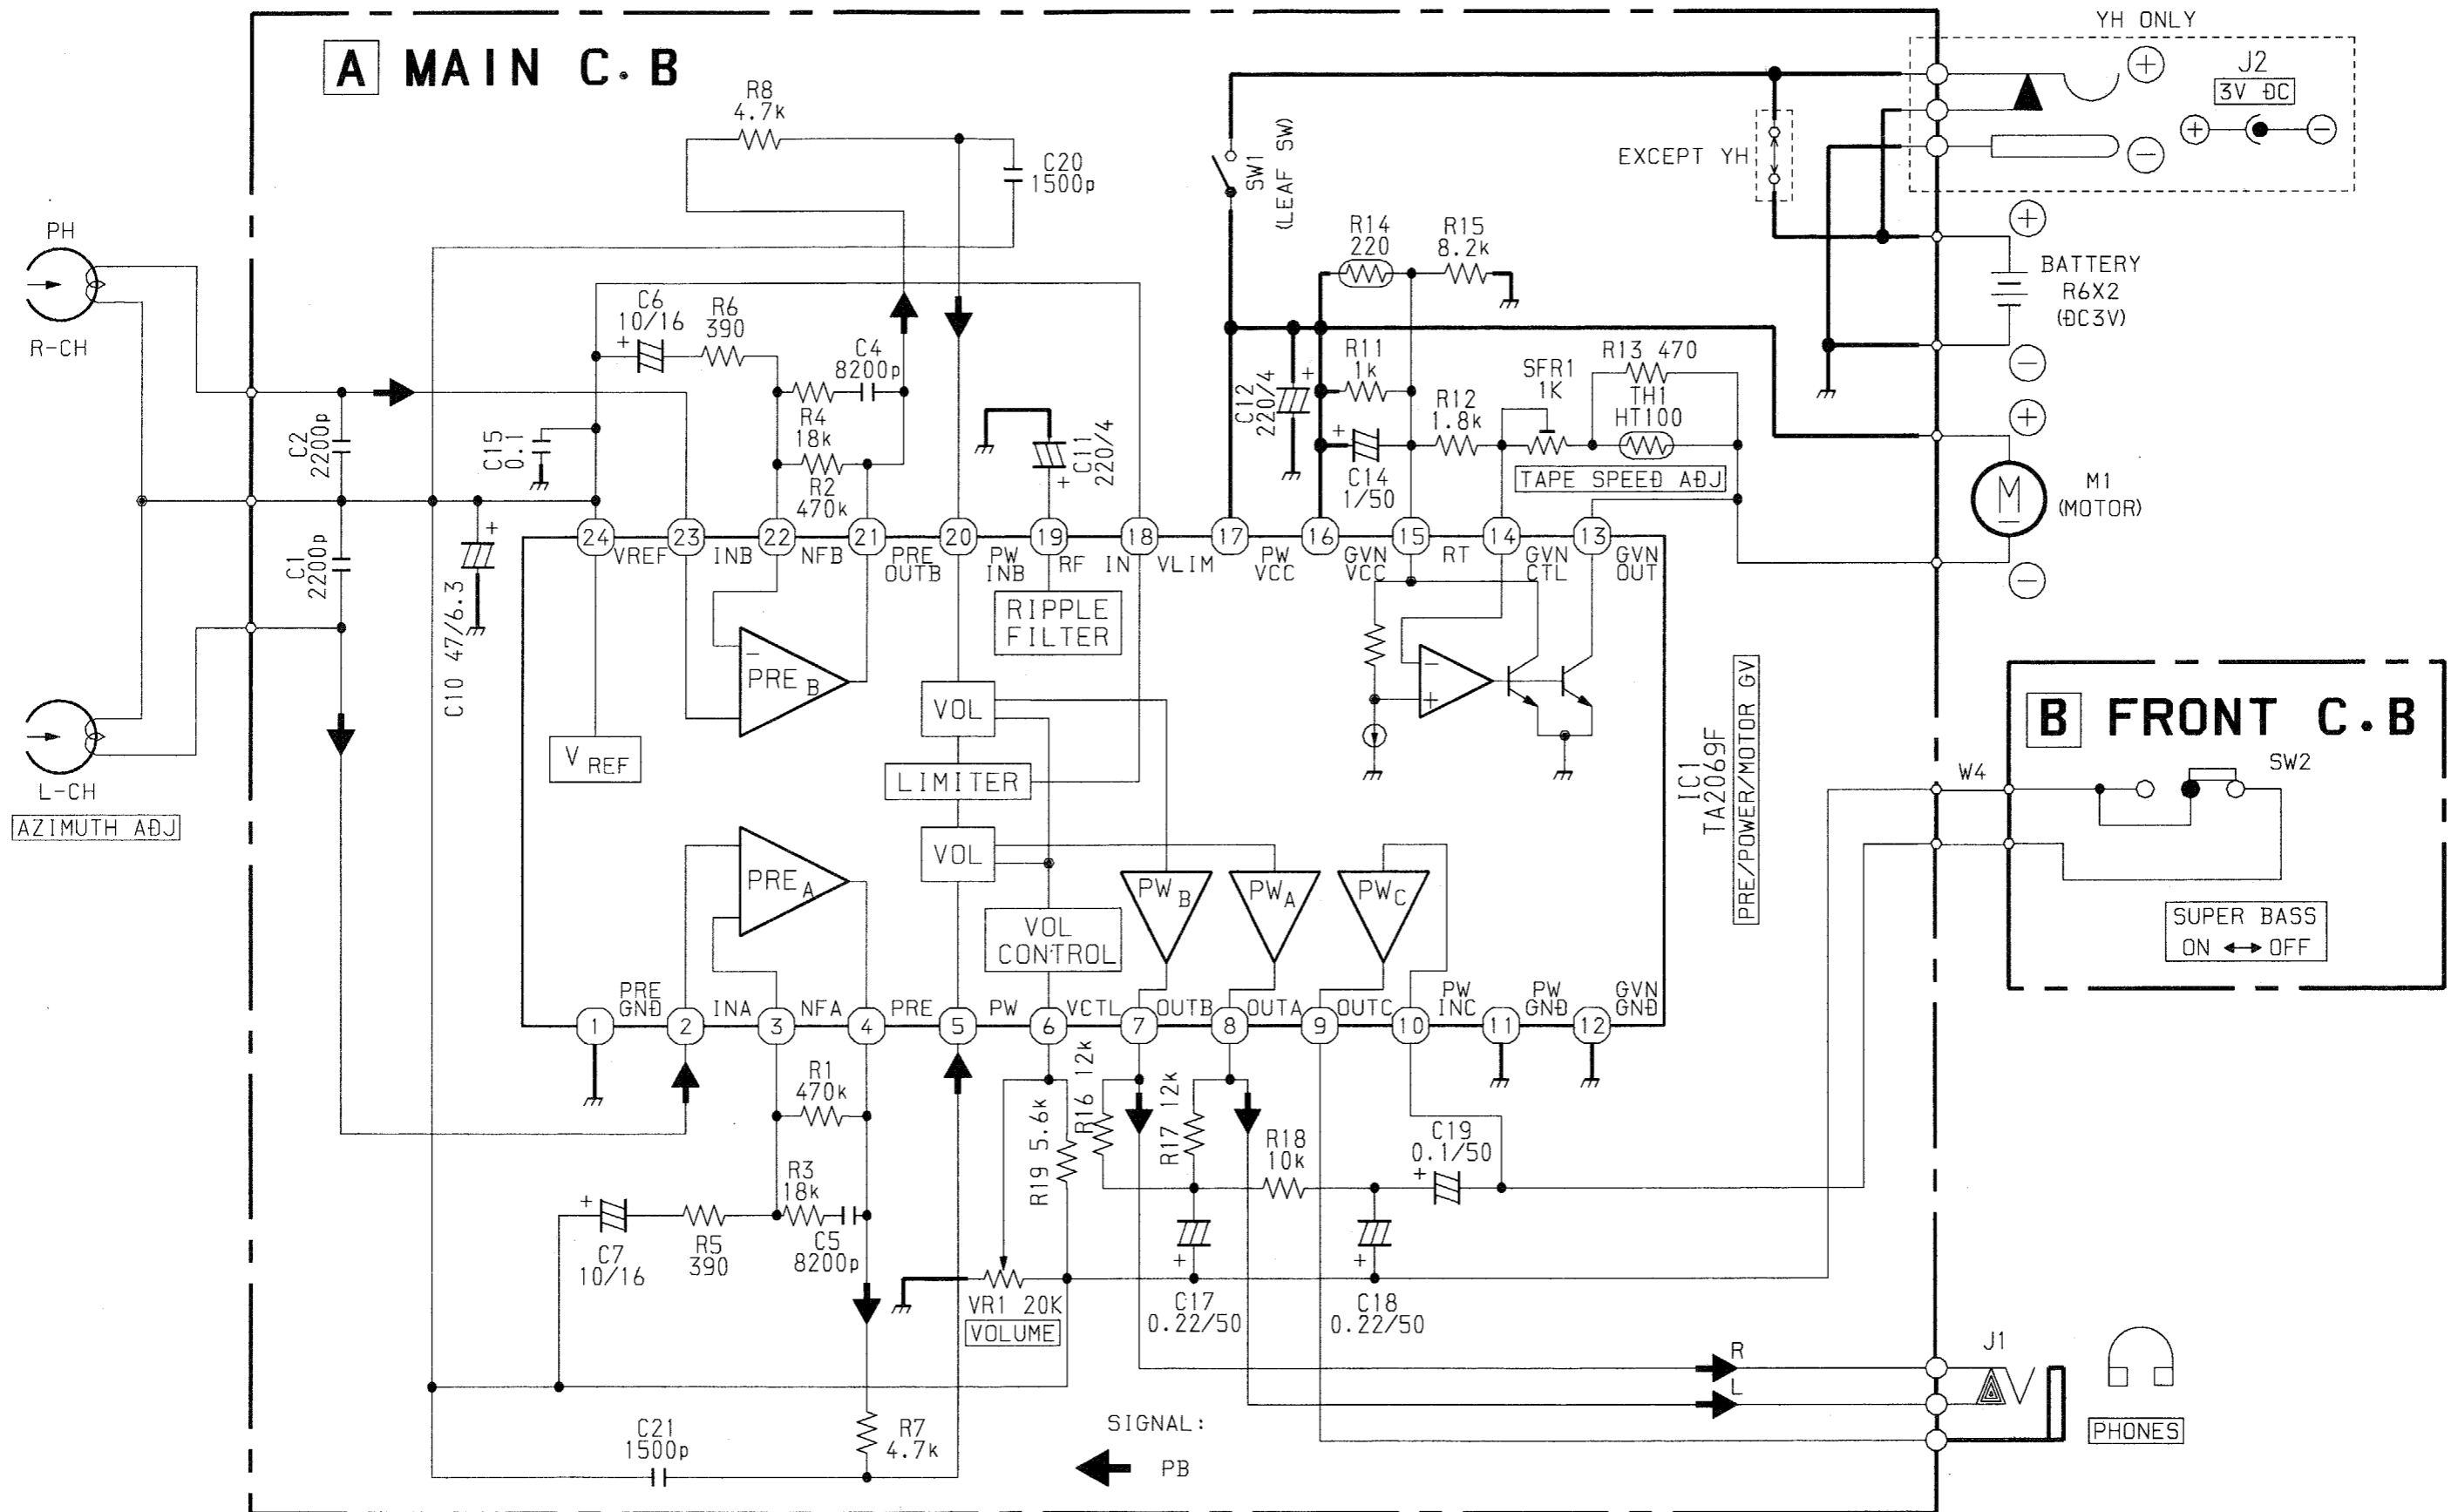 A MAIN C.B
YH ONLY
J2
3V DC
+
+ -
-
EXCEPT YH
SW1
(LEAF SW)
R8
4.7k
C20
1500p
PH
R-CH
C6
10/16
+
R6
390
C4
8200p
R4
18k
R2
470k
C2
2200p
C15
0.1
C1
2200p
C10 47/6.3
+
C11
220/4
+
R14
220
R15
8.2k
R11
1k
C12
220/4
+
R12
1.8k
C14
1/50
+
SFR1
1K
R13 470
TH1
HT100
TAPE SPEED ADJ
+
BATTERY
R6X2
(DC3V)
-
+
M
M1
(MOTOR)
-
24 23 22 21 20 19 18 17 16 15 14 13
VREF INB NFB PRE OUTB PW INB RF IN VLIM PW VCC GVN VCC RT GVN CTL GVN OUT
RIPPLE
FILTER
-
PRE B
V REF
VOL
LIMITER
VOL
VOL
CONTROL
PRE A
PW B
PW A
PW C
-
+
IC1
TA2069F
PRE/POWER/MOTOR GV
L-CH
AZIMUTH ADJ
B FRONT C.B
W4
SW2
SUPER BASS
ON ↔ OFF
PRE GND INA NFA PRE PW VCTL OUTB OUTA OUTC PW INC PW GND GVN GND
1 2 3 4 5 6 7 8 9 10 11 12
R1
470k
R3
18k
C5
8200p
C7
10/16
+
R5
390
R19 5.6k
R16 12k
R17 12k
R18
10k
C19
0.1/50
+
VR1 20K
VOLUME
+
C17
0.22/50
+
C18
0.22/50
R
L
J1
PHONES
C21
1500p
R7
4.7k
SIGNAL:
PB